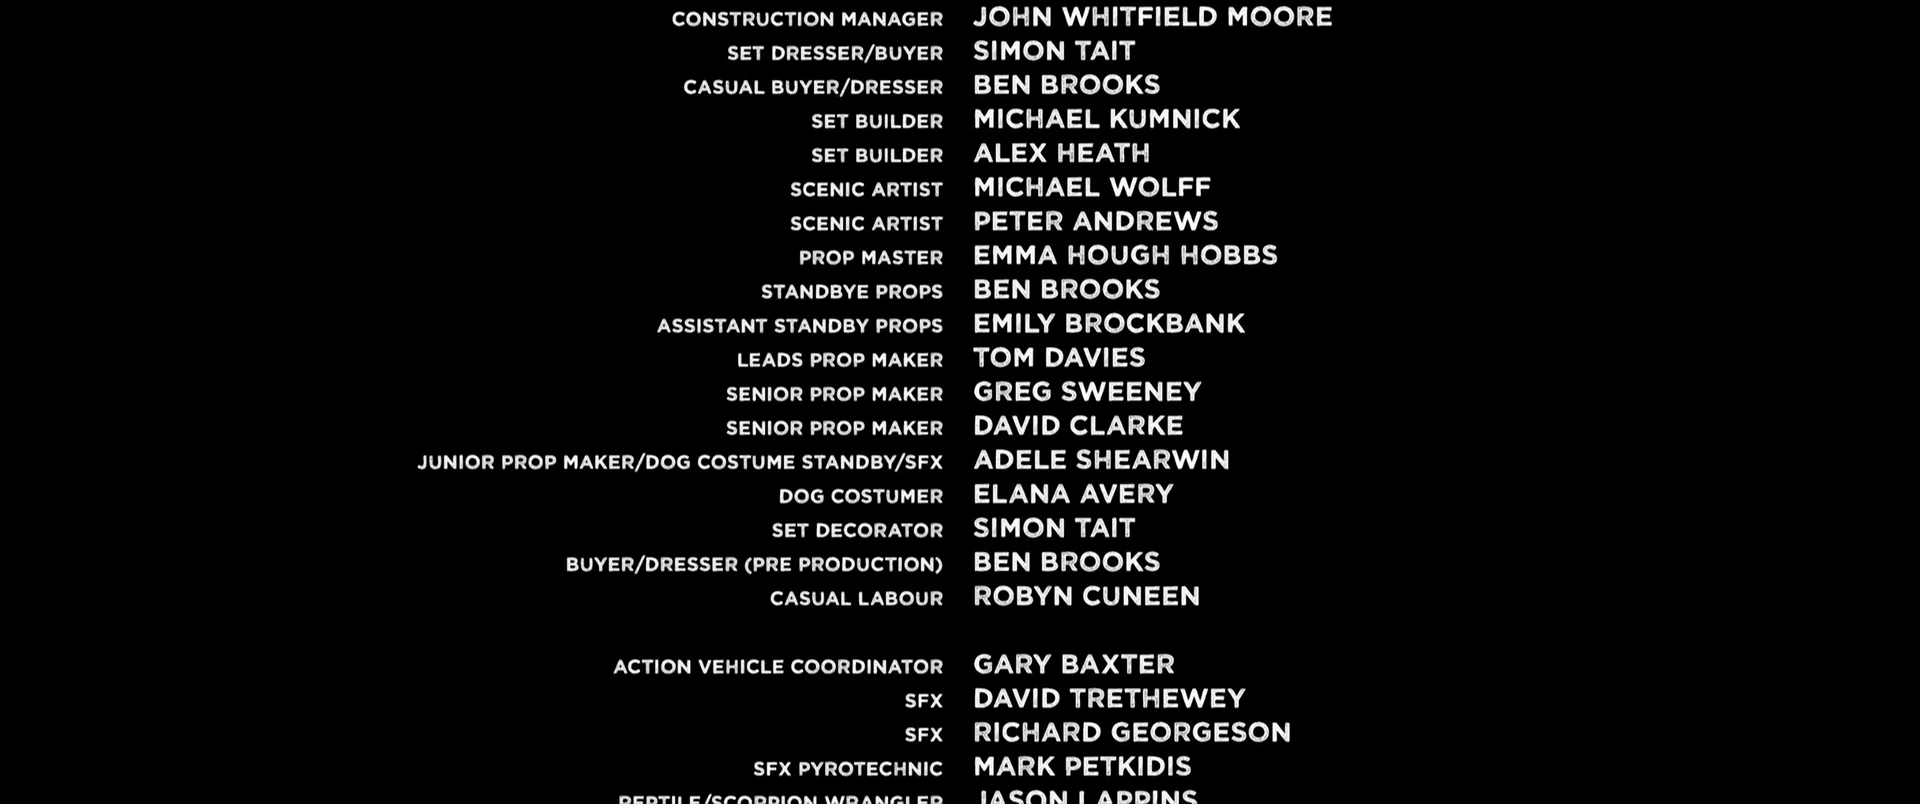 CONSTRUCTION MANAGER JOHN WHITFIELD MOORE
SET DRESSER/BUYER SIMON TAIT
CASUAL BUYER/DRESSER BEN BROOKS
SET BUILDER MICHAEL KUMNICK
SET BUILDER ALEX HEATH
SCENIC ARTIST MICHAEL WOLFF
SCENIC ARTIST PETER ANDREWS
PROP MASTER EMMA HOUGH HOBBS
STANDBYE PROPS BEN BROOKS
ASSISTANT STANDBY PROPS EMILY BROCKBANK
LEADS PROP MAKER TOM DAVIES
SENIOR PROP MAKER GREG SWEENEY
SENIOR PROP MAKER DAVID CLARKE
JUNIOR PROP MAKER/DOG COSTUME STANDBY/SFX ADELE SHEARWIN
DOG COSTUMER ELANA AVERY
SET DECORATOR SIMON TAIT
BUYER/DRESSER (PRE PRODUCTION) BEN BROOKS
CASUAL LABOUR ROBYN CUNEEN
ACTION VEHICLE COORDINATOR GARY BAXTER
SFX DAVID TRETHEWEY
SFX RICHARD GEORGESON
SFX PYROTECHNIC MARK PETKIDIS
REPTILE/SCORPION WRANGLER JASON